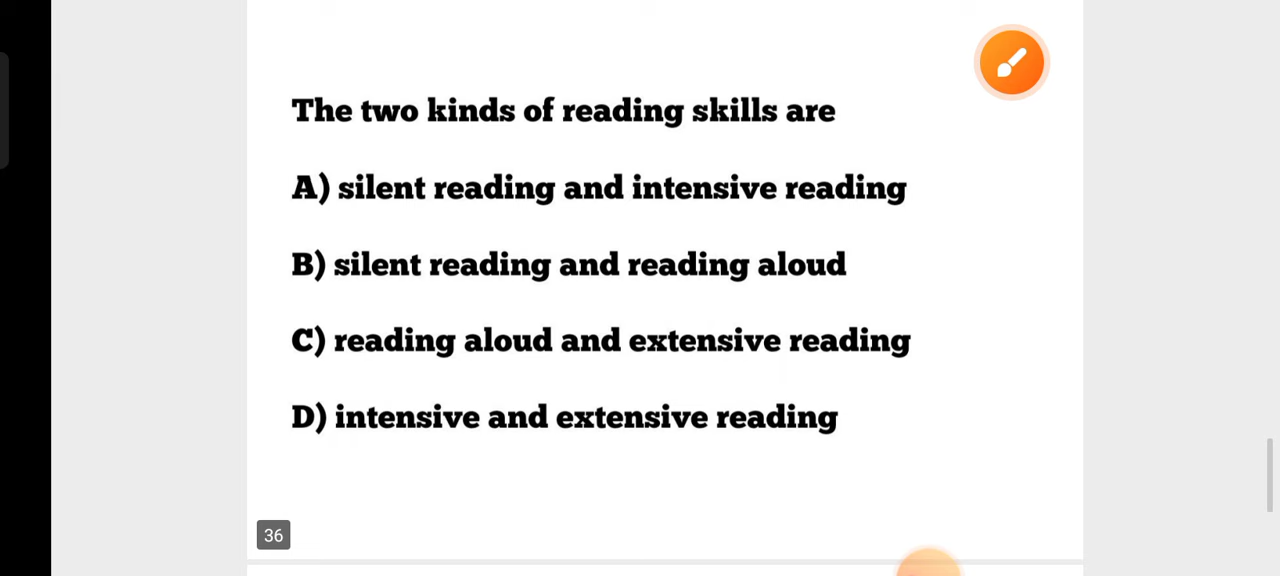 The two kinds of reading skills are
A) silent reading and intensive reading
B) silent reading and reading aloud
C) reading aloud and extensive reading
D) intensive and extensive reading
36